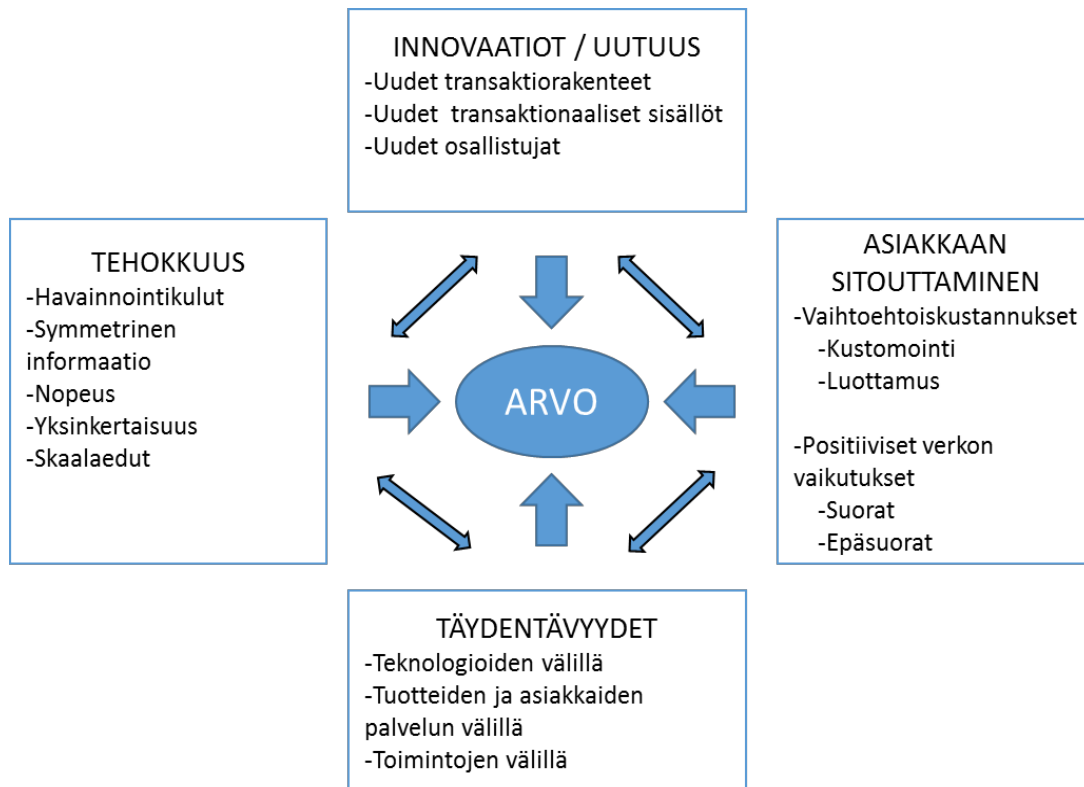 INNOVAATIOT / UUTUUS
-Uudet transaktiorakenteet
-Uudet transaktionaaliset sisällöt
-Uudet osallistujat
TEHOKKUUS
-Havainnointikulut
-Symmetrinen
informaatio
-Nopeus
-Yksinkertaisuus
-Skaalaedut
ARVO
ASIAKKAAN
SITOUTTAMINEN
-Vaihtoehtoiskustannukset
-Kustomointi
-Luottamus
-Positiiviset verkon
vaikutukset
-Suorat
-Epäsuorat
TÄYDENTÄVYYDET
-Teknologioiden välillä
-Tuotteiden ja asiakkaiden
palvelun välillä
-Toimintojen välillä